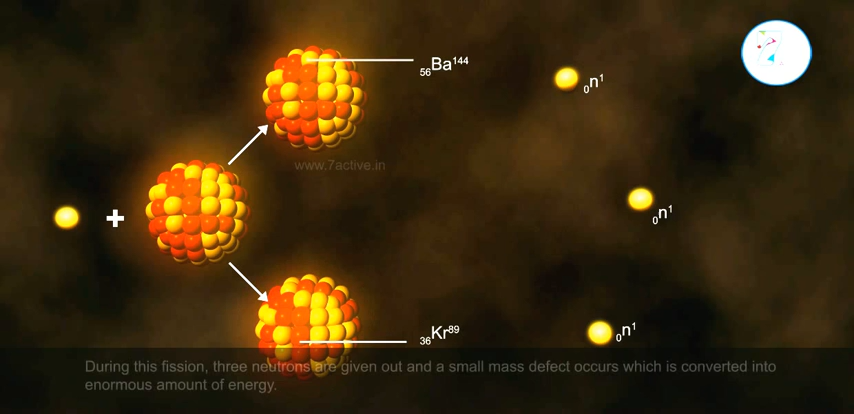 ₅₆Ba¹⁴⁴
₀n¹
www.7active.in
₀n¹
₃₆Kr⁸⁹
₀n¹
+
During this fission, three neutrons are given out and a small mass defect occurs which is converted into
enormous amount of energy.